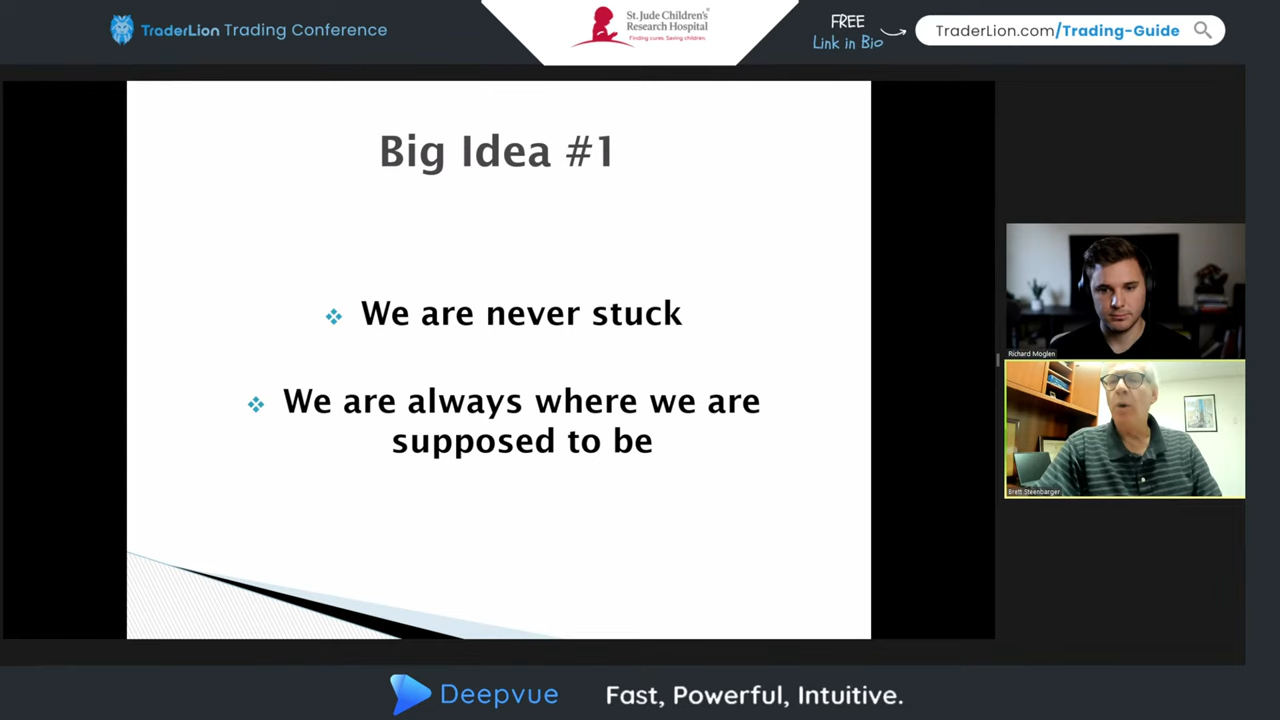 TraderLion Trading Conference
St. Jude Children's
Research Hospital
Finding cures. Saving children.
FREE
Link in Bio
TraderLion.com/Trading-Guide
Big Idea #1
We are never stuck
We are always where we are
supposed to be
Richard Moglen
Brett Steenbarger
Deepvue
Fast, Powerful, Intuitive.